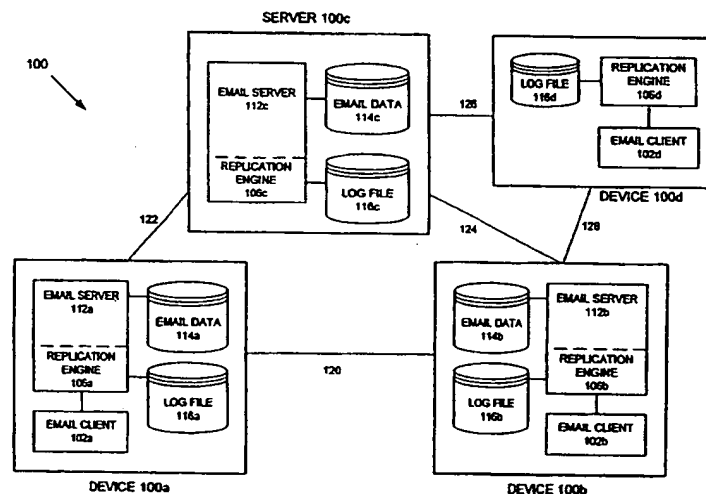 SERVER 100c
100
EMAIL SERVER
112c
EMAIL DATA
114c
REPLICATION
ENGINE
106c
LOG FILE
116c
126
LOG FILE
116d
REPLICATION
ENGINE
106d
EMAIL CLIENT
102d
DEVICE 100d
122
124
128
EMAIL SERVER
112a
EMAIL DATA
114a
REPLICATION
ENGINE
106a
LOG FILE
116a
EMAIL CLIENT
102a
DEVICE 100a
120
EMAIL DATA
114b
EMAIL SERVER
112b
REPLICATION
ENGINE
106b
LOG FILE
116b
EMAIL CLIENT
102b
DEVICE 100b